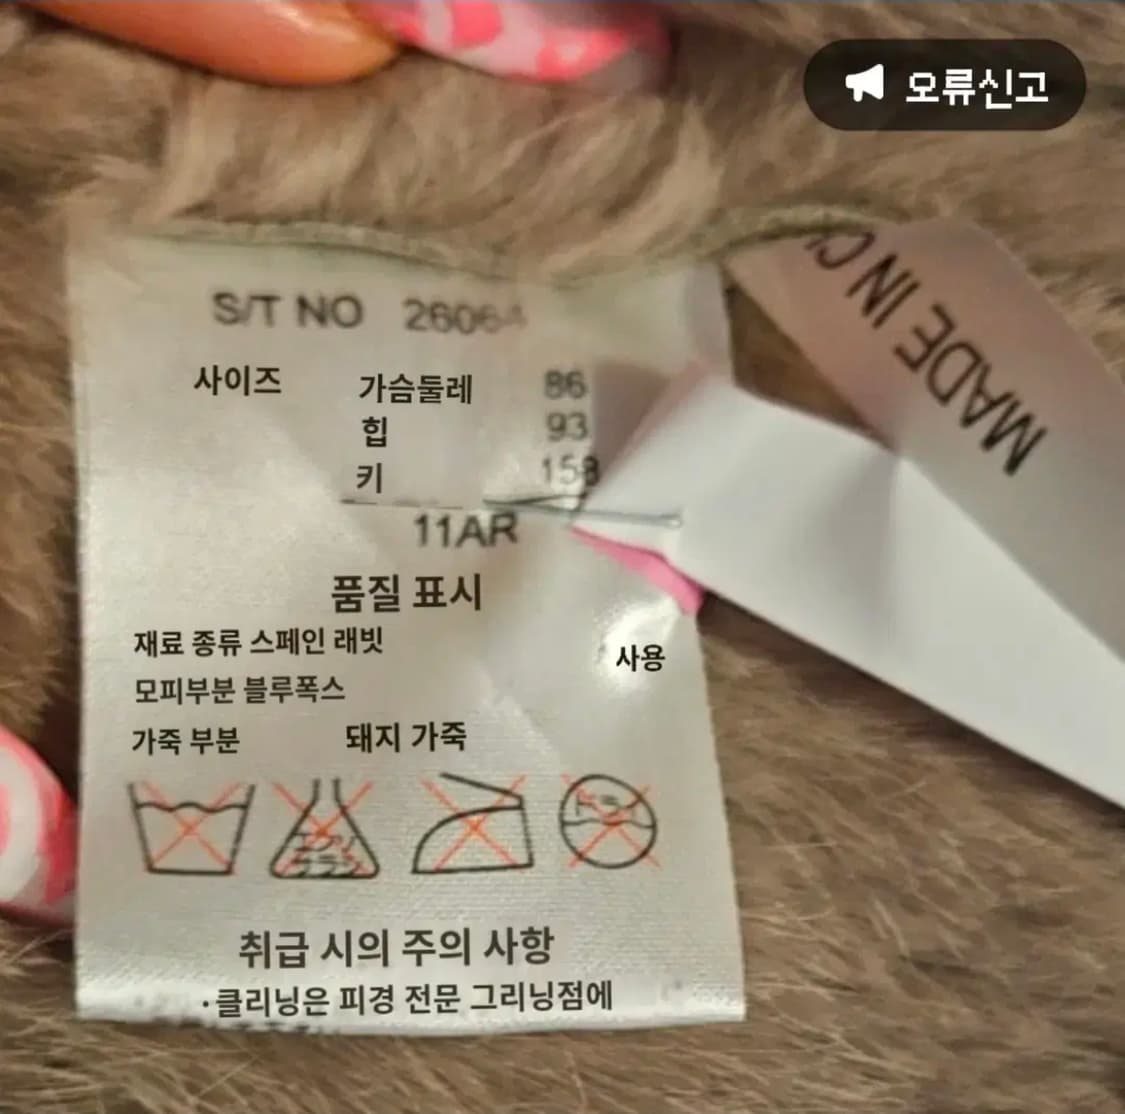 오류신고
MADE IN C
S/T NO 26064
사이즈 가슴둘레 86
힙 93
키 158
11AR
품질 표시
재료 종류 스페인 래빗 사용
모피부분 블루폭스
가죽 부분 돼지 가죽
취급 시의 주의 사항
·클리닝은 피경 전문 그리닝점에